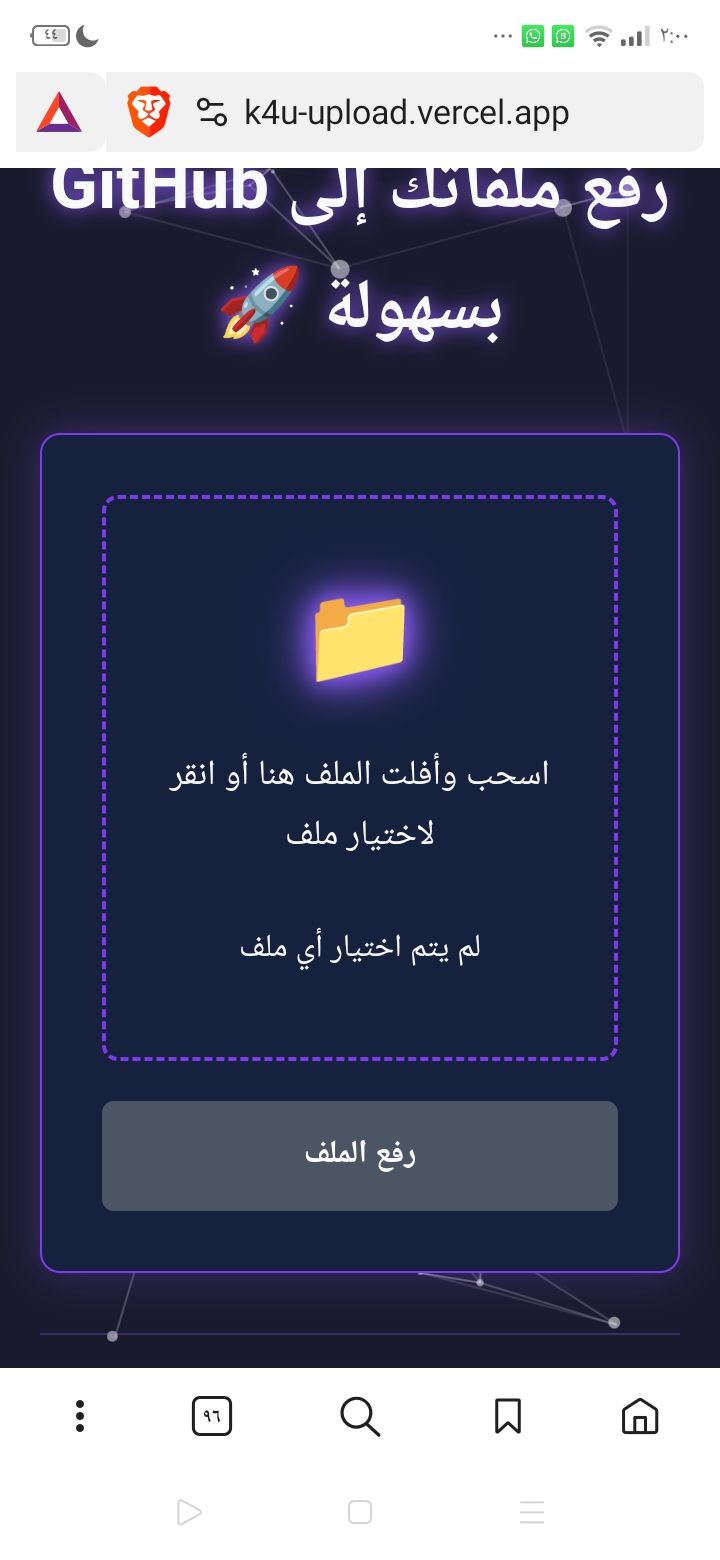 ٤٤
٢:٠٠
k4u-upload.vercel.app
رفع ملفاتك إلى GitHub
بسهولة 🚀
اسحب وأفلت الملف هنا أو انقر
لاختيار ملف
لم يتم اختيار أي ملف
رفع الملف
٩٦